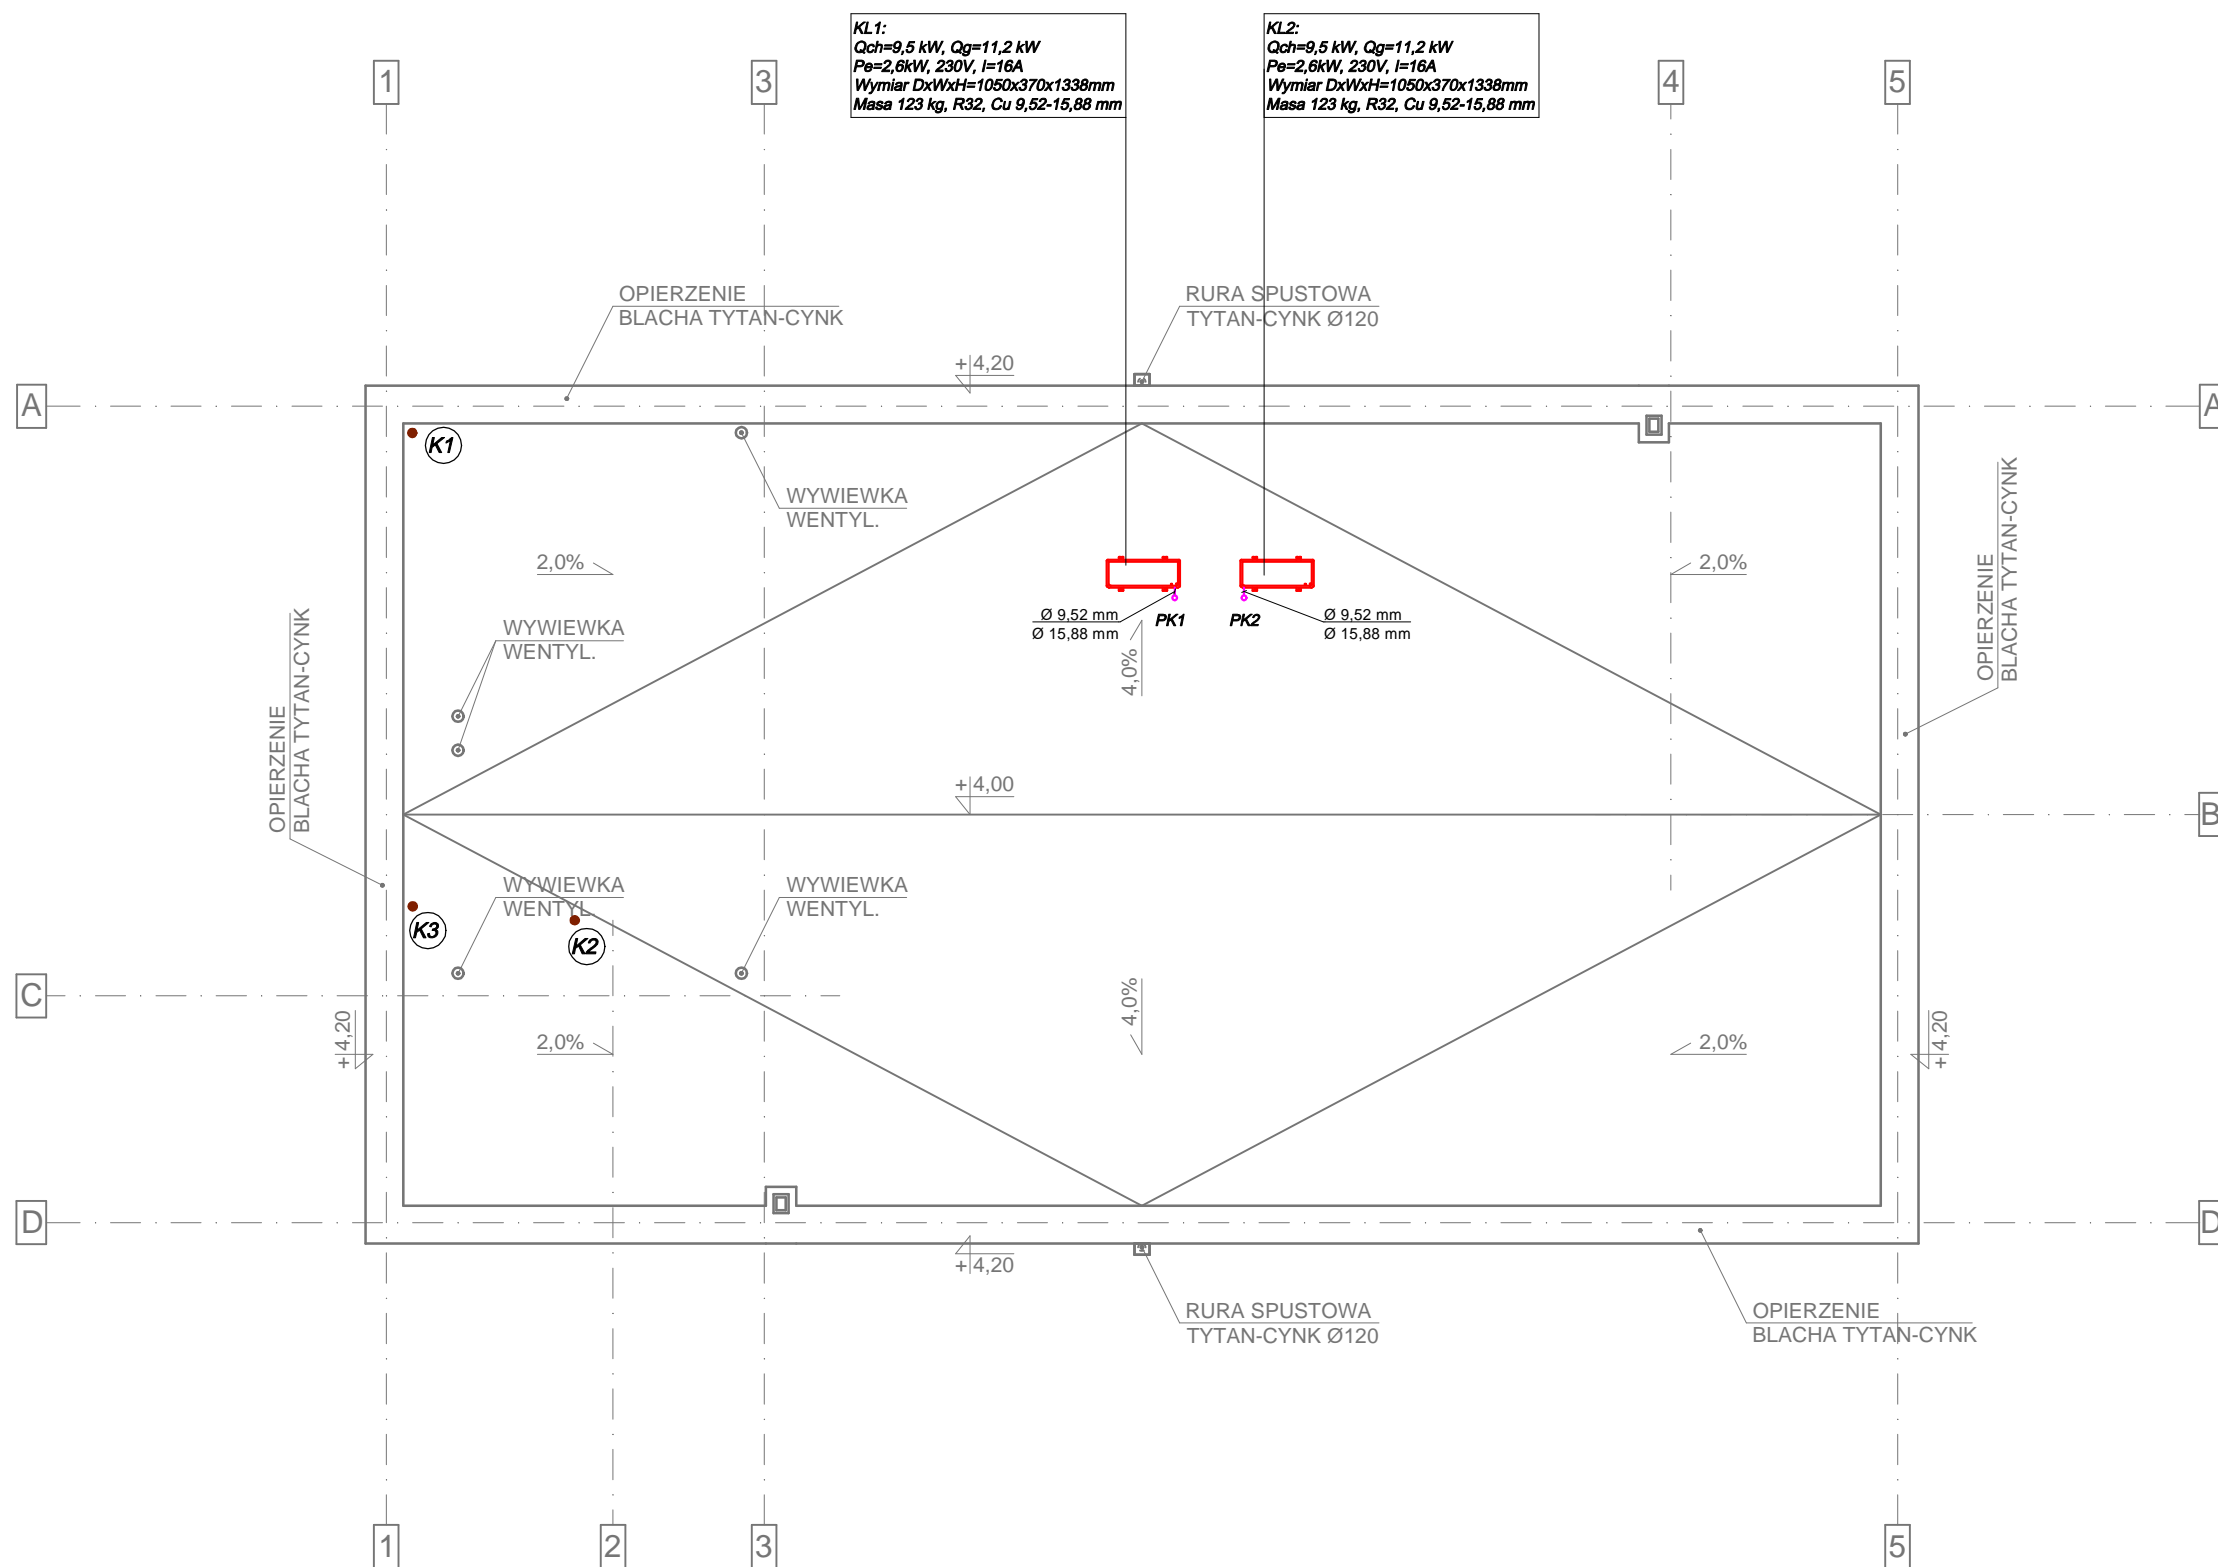 KL1:
Qch=9,5 kW, Qg=11,2 kW
Pe=2,6kW, 230V, I=16A
Wymiar DxWxH=1050x370x1338mm
Masa 123 kg, R32, Cu 9,52-15,88 mm
KL2:
Qch=9,5 kW, Qg=11,2 kW
Pe=2,6kW, 230V, I=16A
Wymiar DxWxH=1050x370x1338mm
Masa 123 kg, R32, Cu 9,52-15,88 mm
1
3
4
5
OPIERZENIE
BLACHA TYTAN-CYNK
RURA SPUSTOWA
TYTAN-CYNK Ø120
+4,20
A
A
K1
WYWIEWKA
WENTYL.
OPIERZENIE
BLACHA TYTAN-CYNK
2,0%
2,0%
Ø 9,52 mm
Ø 15,88 mm
PK1
PK2
Ø 9,52 mm
Ø 15,88 mm
4,0%
WYWIEWKA
WENTYL.
OPIERZENIE
BLACHA TYTAN-CYNK
+4,00
B
WYWIEWKA
WENTYL.
WYWIEWKA
WENTYL.
K3
K2
C
4,0%
+4,20
2,0%
2,0%
+4,20
D
D
+4,20
RURA SPUSTOWA
TYTAN-CYNK Ø120
OPIERZENIE
BLACHA TYTAN-CYNK
1
2
3
5